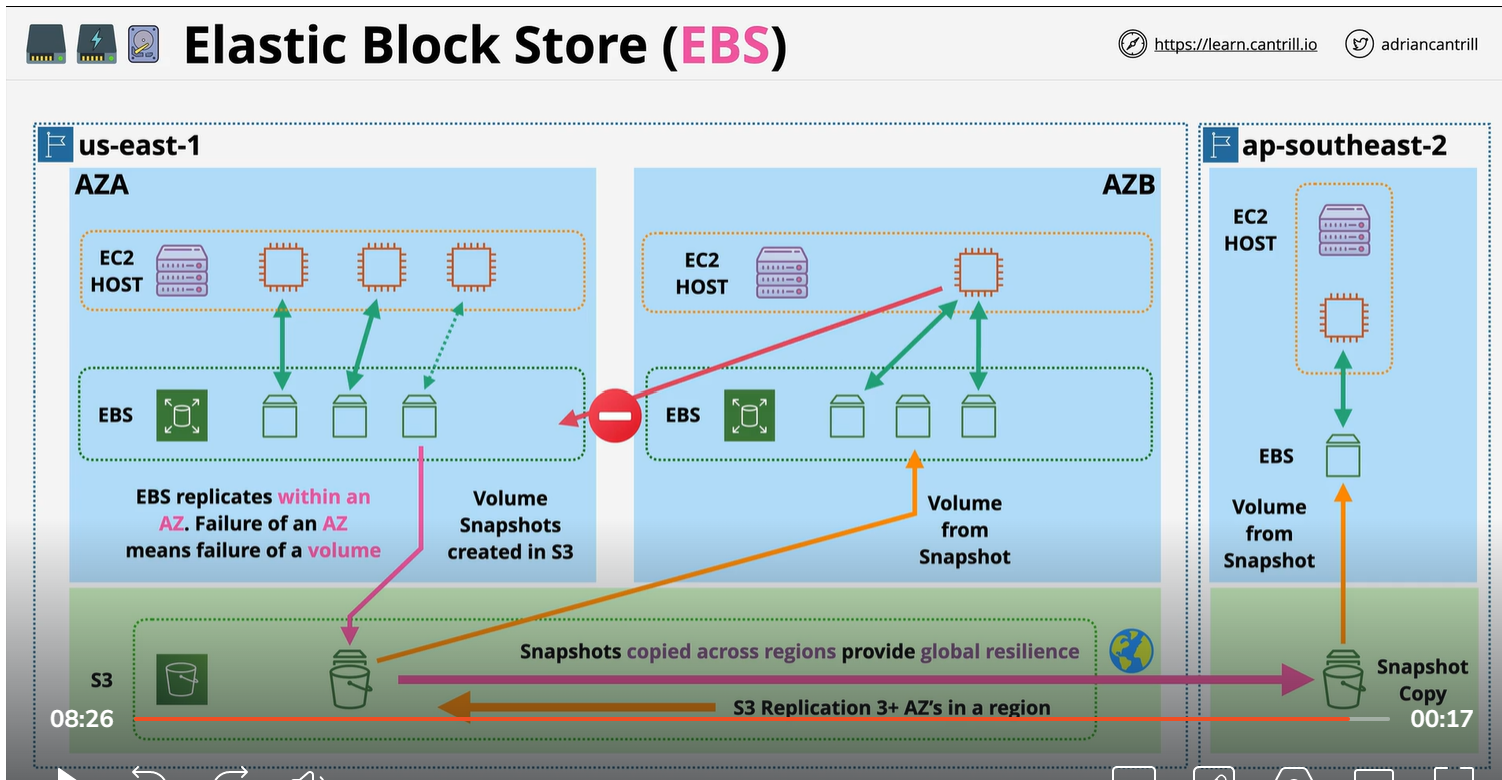 Elastic Block Store (EBS)
https://learn.cantrill.io
adriancantrill
us-east-1
AZA
EC2
HOST
EBS
EBS replicates within an
AZ. Failure of an AZ
means failure of a volume
Volume
Snapshots
created in S3
AZB
EC2
HOST
EBS
Volume
from
Snapshot
S3
Snapshots copied across regions provide global resilience
S3 Replication 3+ AZ's in a region
ap-southeast-2
EC2
HOST
EBS
Volume
from
Snapshot
Snapshot
Copy
08:26
00:17